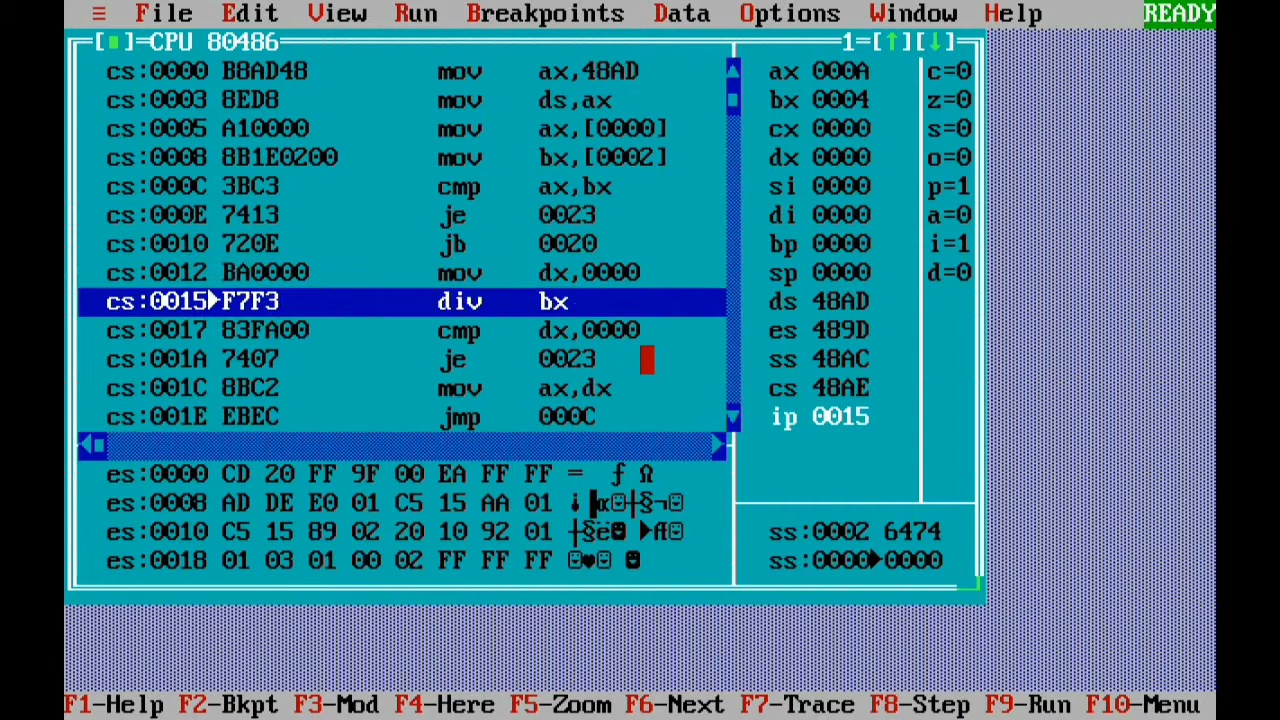 ≡ File Edit View Run Breakpoints Data Options Window Help READY
[■]=CPU 80486 1=[↑][↓]
cs:0000 B8AD48 mov ax,48AD ax 000A c=0
cs:0003 8ED8 mov ds,ax bx 0004 z=0
cs:0005 A10000 mov ax,[0000] cx 0000 s=0
cs:0008 8B1E0200 mov bx,[0002] dx 0000 o=0
cs:000C 3BC3 cmp ax,bx si 0000 p=1
cs:000E 7413 je 0023 di 0000 a=0
cs:0010 720E jb 0020 bp 0000 i=1
cs:0012 BA0000 mov dx,0000 sp 0000 d=0
cs:0015►F7F3 div bx ds 48AD
cs:0017 83FA00 cmp dx,0000 es 489D
cs:001A 7407 je 0023 ss 48AC
cs:001C 8BC2 mov ax,dx cs 48AE
cs:001E EBEC jmp 000C ip 0015
es:0000 CD 20 FF 9F 00 EA FF FF = ƒ Ω
es:0008 AD DE E0 01 C5 15 AA 01 ¡▐α☺┼§¬☺
es:0010 C5 15 89 02 20 10 92 01 ┼§ë☻ ►Æ☺ ss:0002 6474
es:0018 01 03 01 00 02 FF FF FF ☺♥☺ ☻ ss:0000►0000
F1-Help F2-Bkpt F3-Mod F4-Here F5-Zoom F6-Next F7-Trace F8-Step F9-Run F10-Menu